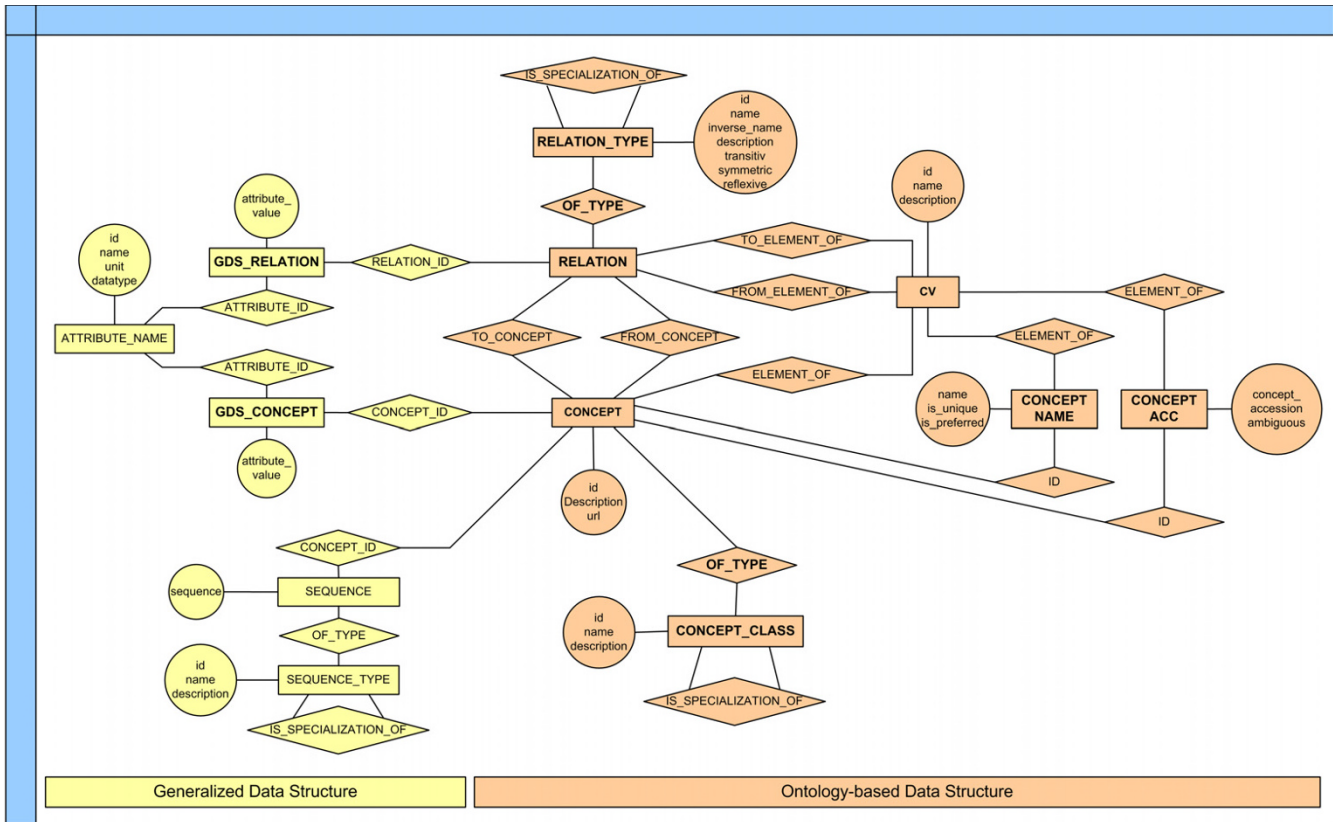 IS_SPECIALIZATION_OF
id
name
inverse_name
description
transitiv
symmetric
reflexive
RELATION_TYPE
id
name
description
OF_TYPE
attribute_
value
id
name
unit
datatype
GDS_RELATION
RELATION_ID
RELATION
TO_ELEMENT_OF
FROM_ELEMENT_OF
CV
ELEMENT_OF
ATTRIBUTE_ID
ATTRIBUTE_NAME
TO_CONCEPT
FROM_CONCEPT
ELEMENT_OF
ATTRIBUTE_ID
ELEMENT_OF
GDS_CONCEPT
CONCEPT_ID
CONCEPT
name
is_unique
is_preferred
CONCEPT
NAME
CONCEPT
ACC
concept_
accession
ambiguous
attribute_
value
id
Description
url
ID
ID
CONCEPT_ID
OF_TYPE
sequence
SEQUENCE
OF_TYPE
id
name
description
CONCEPT_CLASS
id
name
description
SEQUENCE_TYPE
IS_SPECIALIZATION_OF
IS_SPECIALIZATION_OF
Generalized Data Structure
Ontology-based Data Structure